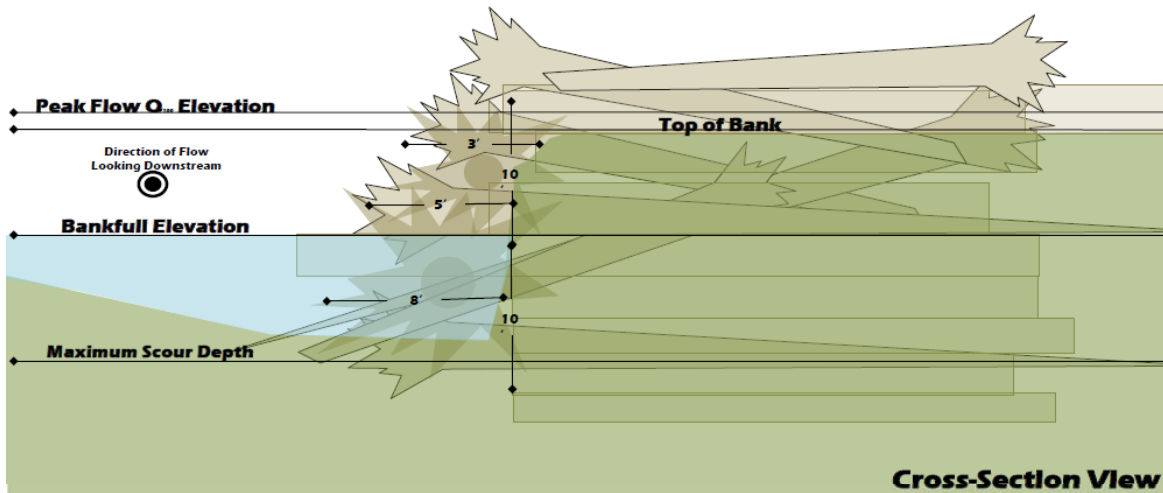 Peak Flow Q Elevation
Top of Bank
Direction of Flow
Looking Downstream
3'
10'
5'
Bankfull Elevation
8'
10'
Maximum Scour Depth
Cross-Section View